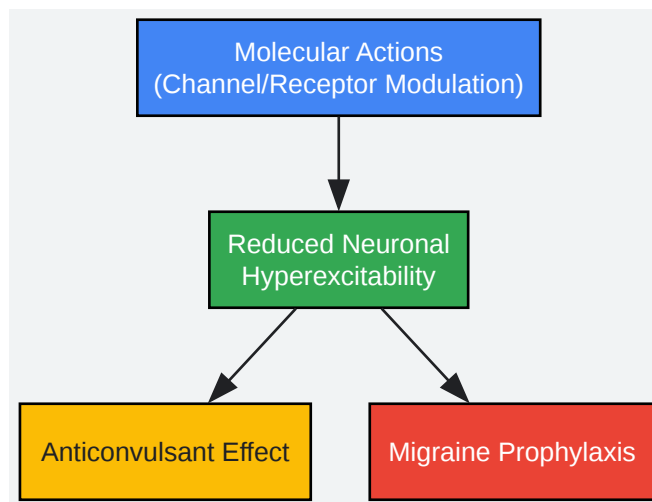 Molecular Actions
(Channel/Receptor Modulation)
Reduced Neuronal
Hyperexcitability
Anticonvulsant Effect
Migraine Prophylaxis